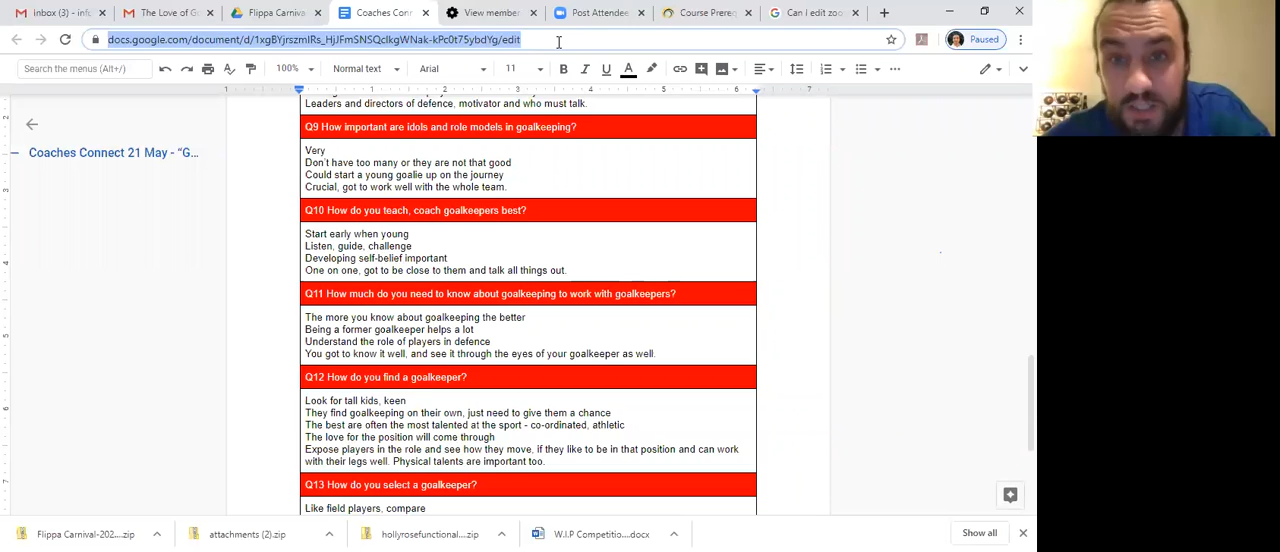 Inbox (3) - infu
The Love of Go
Flippa Carniva
Coaches Conn
View member
Post Attendee
Course Prereq
Can I edit zoo
docs.google.com/document/d/1xgBYjrszmIRs_HjJFmSNSQcIkgWNak-kPc0t75ybdYg/edit
Paused
Search the menus (Alt+/)
100%
Normal text
Arial
11
B I U A
1 1 2 3 4 5 6 7
Leaders and directors of defence, motivator and who must talk.
Q9 How important are idols and role models in goalkeeping?
Coaches Connect 21 May - “G...
Very
Don't have too many or they are not that good
Could start a young goalie up on the journey
Crucial, got to work well with the whole team.
Q10 How do you teach, coach goalkeepers best?
Start early when young
Listen, guide, challenge
Developing self-belief important
One on one, got to be close to them and talk all things out.
Q11 How much do you need to know about goalkeeping to work with goalkeepers?
The more you know about goalkeeping the better
Being a former goalkeeper helps a lot
Understand the role of players in defence
You got to know it well, and see it through the eyes of your goalkeeper as well.
Q12 How do you find a goalkeeper?
Look for tall kids, keen
They find goalkeeping on their own, just need to give them a chance
The best are often the most talented at the sport - co-ordinated, athletic
The love for the position will come through
Expose players in the role and see how they move, if they like to be in that position and can work
with their legs well. Physical talents are important too.
Q13 How do you select a goalkeeper?
Like field players, compare
Flippa Carnival-202....zip
attachments (2).zip
hollyrosefunctional....zip
W.I.P Competitio....docx
Show all